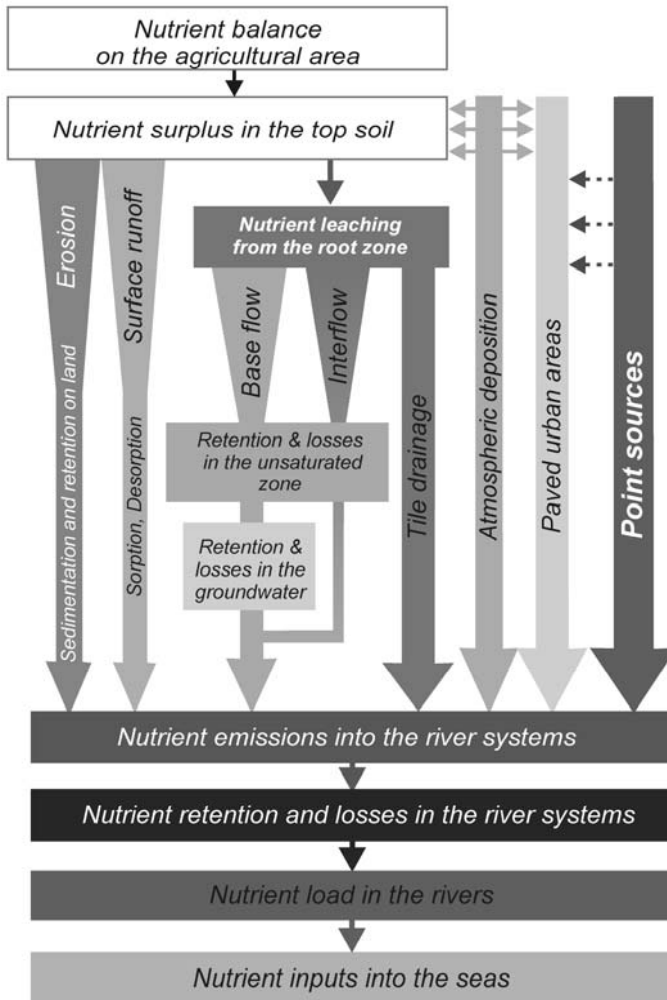 Nutrient balance
on the agricultural area
Nutrient surplus in the top soil
Erosion
Sedimentation and retention on land
Surface runoff
Sorption, Desorption
Nutrient leaching
from the root zone
Base flow
Interflow
Retention & losses
in the unsaturated
zone
Retention &
losses in the
groundwater
Tile drainage
Atmospheric deposition
Paved urban areas
Point sources
Nutrient emissions into the river systems
Nutrient retention and losses in the river systems
Nutrient load in the rivers
Nutrient inputs into the seas